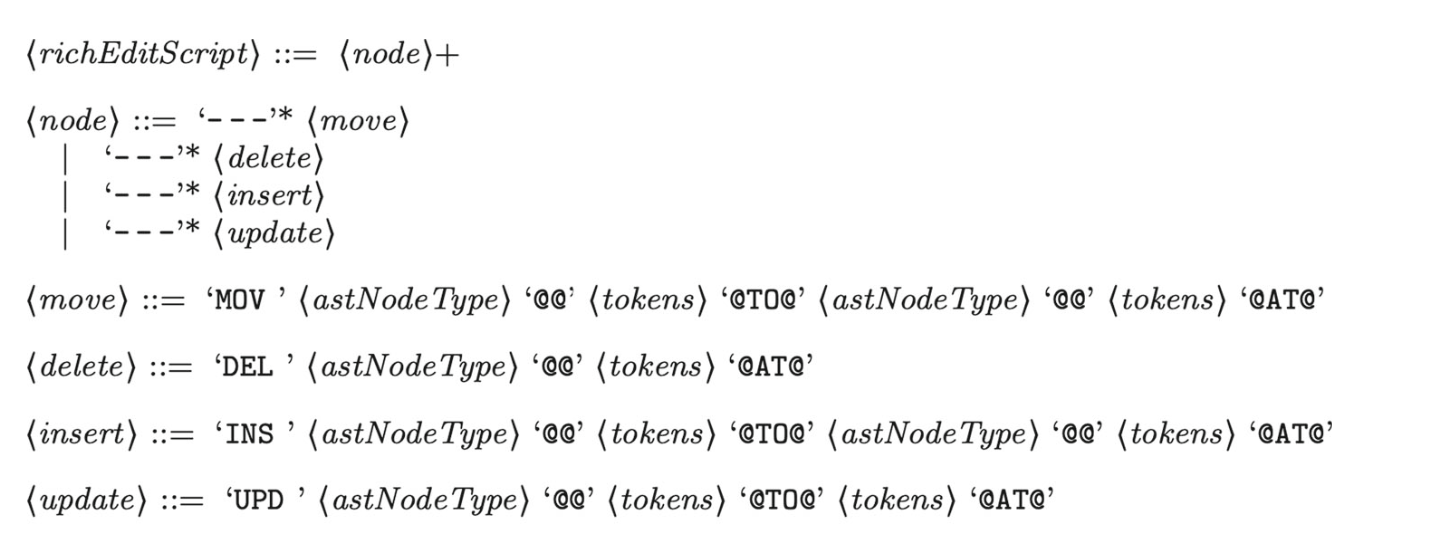 ⟨richEditScript⟩ ::= ⟨node⟩+
⟨node⟩ ::= ‘---’* ⟨move⟩
| ‘---’* ⟨delete⟩
| ‘---’* ⟨insert⟩
| ‘---’* ⟨update⟩
⟨move⟩ ::= ‘MOV ’ ⟨astNodeType⟩ ‘@@’ ⟨tokens⟩ ‘@TO@’ ⟨astNodeType⟩ ‘@@’ ⟨tokens⟩ ‘@AT@’
⟨delete⟩ ::= ‘DEL ’ ⟨astNodeType⟩ ‘@@’ ⟨tokens⟩ ‘@AT@’
⟨insert⟩ ::= ‘INS ’ ⟨astNodeType⟩ ‘@@’ ⟨tokens⟩ ‘@TO@’ ⟨astNodeType⟩ ‘@@’ ⟨tokens⟩ ‘@AT@’
⟨update⟩ ::= ‘UPD ’ ⟨astNodeType⟩ ‘@@’ ⟨tokens⟩ ‘@TO@’ ⟨tokens⟩ ‘@AT@’